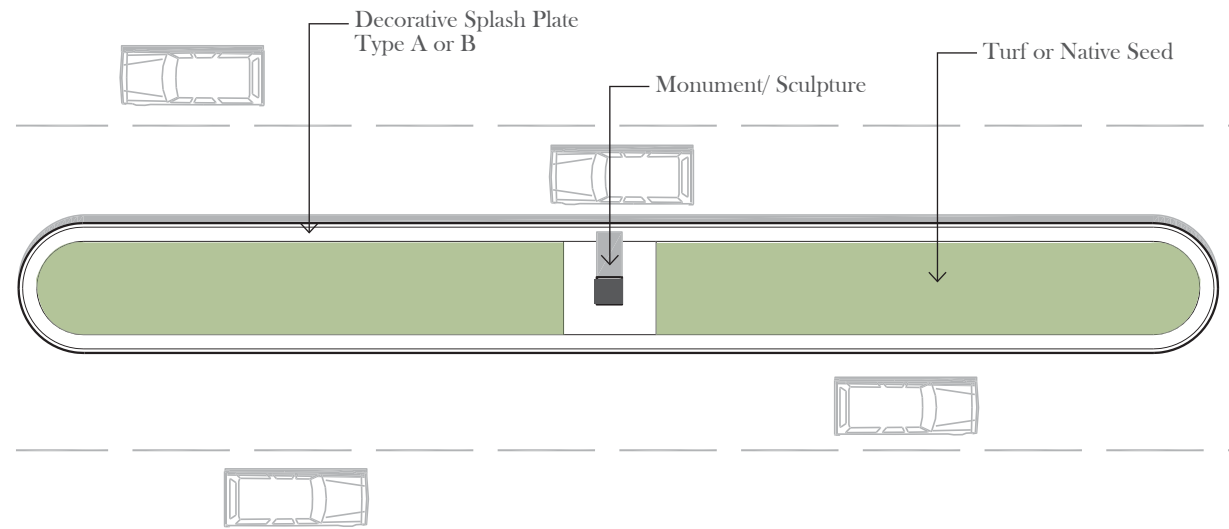 Decorative Splash Plate
Type A or B
Monument/ Sculpture
Turf or Native Seed